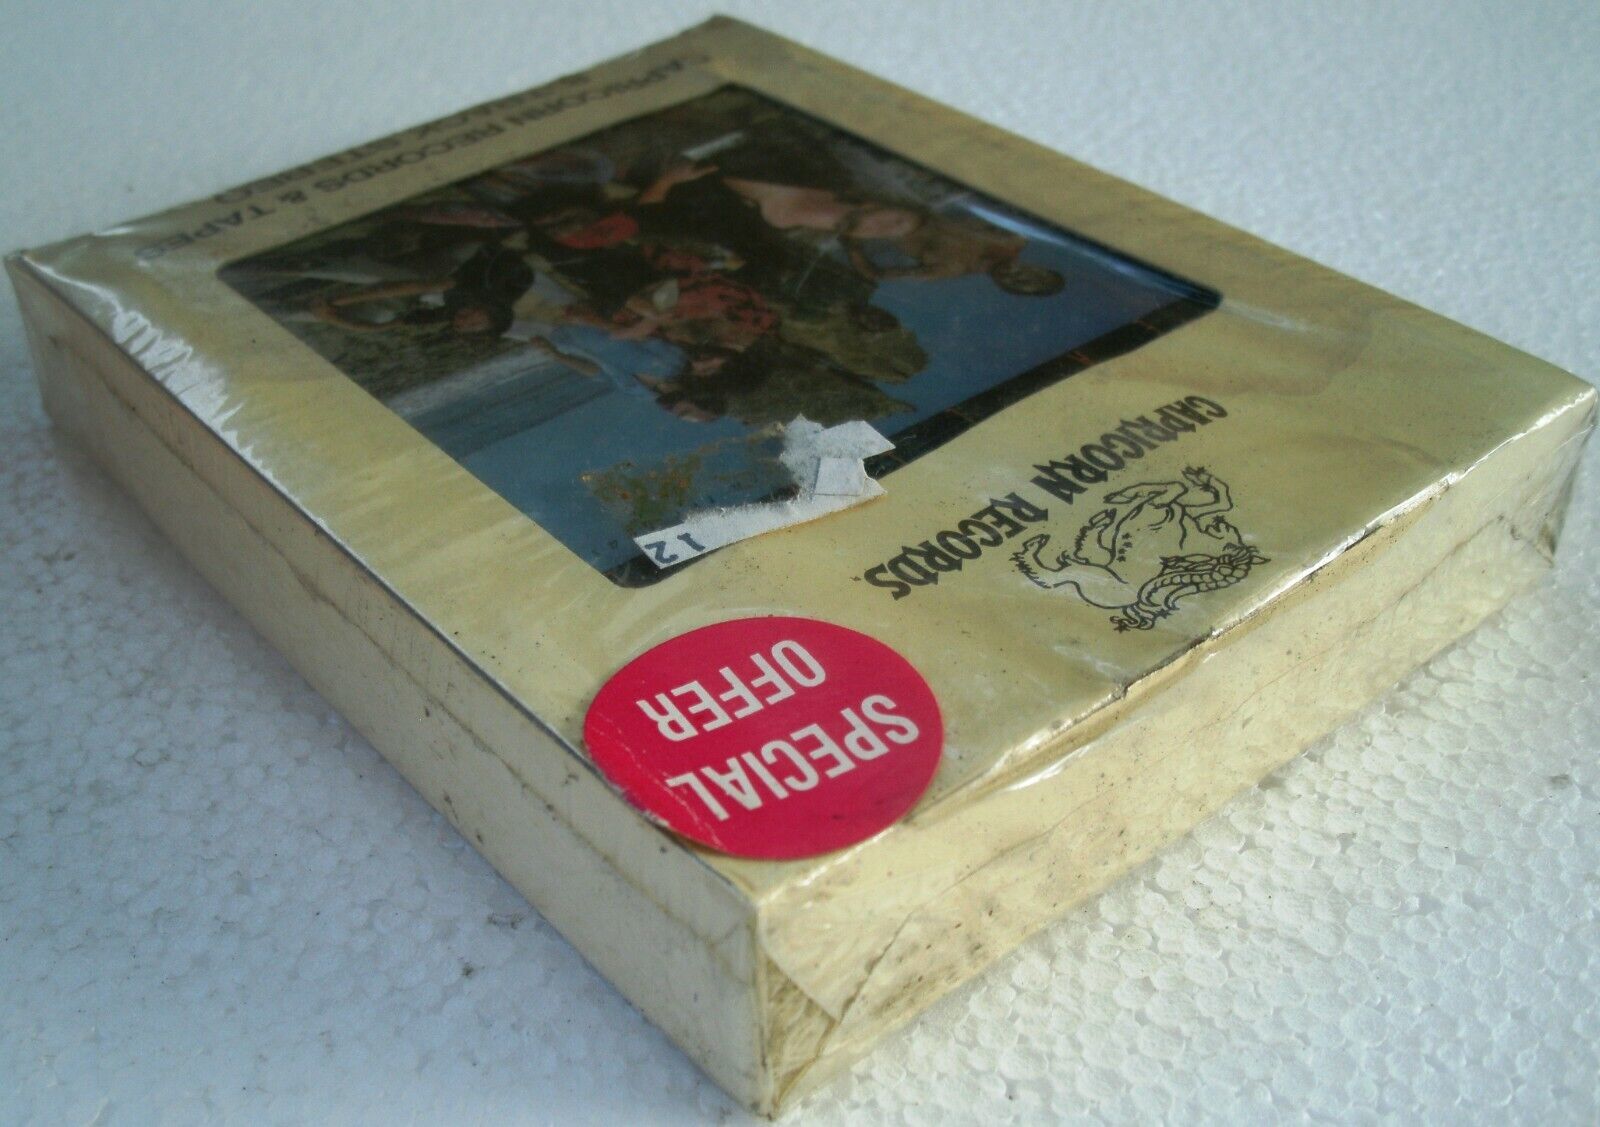 CAPRICORN RECORDS
SPECIAL
OFFER
12
CAPRICORN RECORDS & TAPES